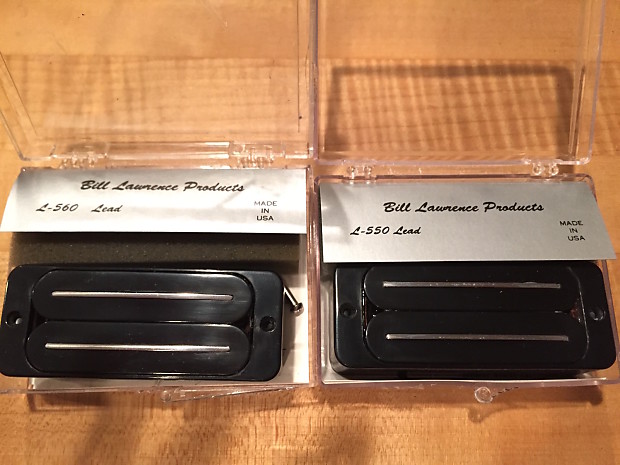 Bill Lawrence Products
L-560 Lead
MADE
IN
USA
Bill Lawrence Products
L-550 Lead
MADE
IN
USA